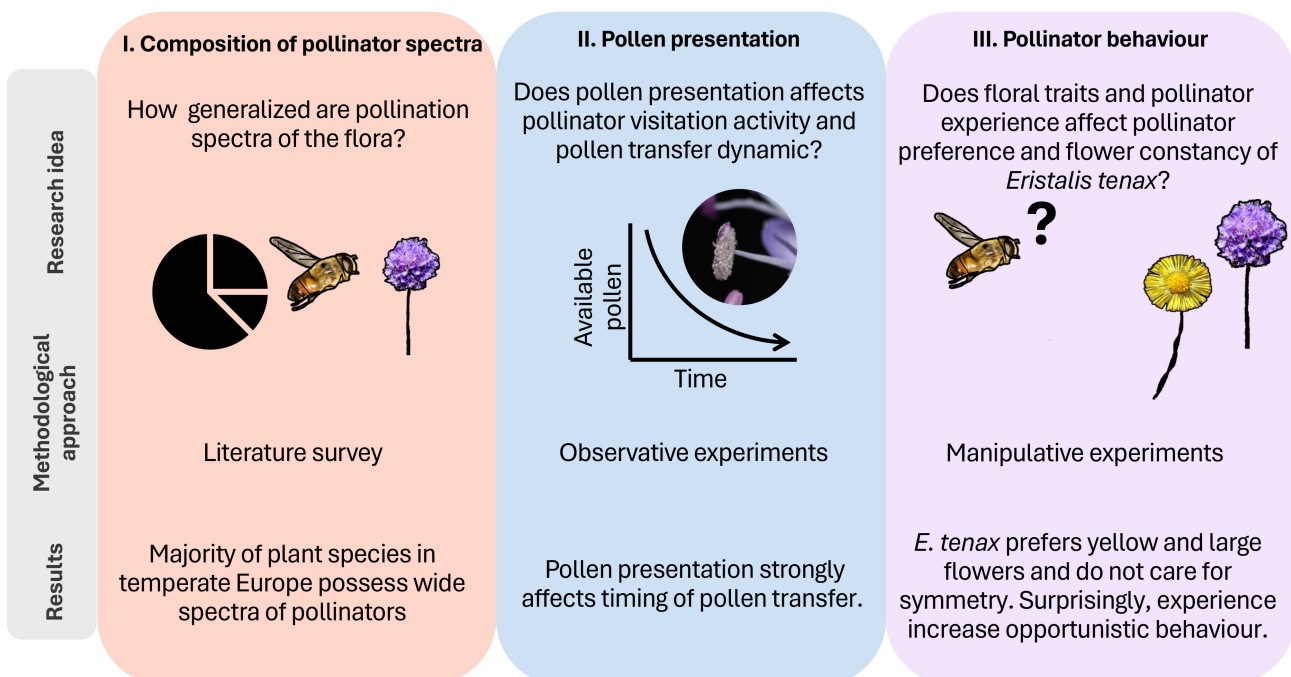 I. Composition of pollinator spectra
II. Pollen presentation
III. Pollinator behaviour
Research idea
How generalized are pollination
spectra of the flora?
Does pollen presentation affects
pollinator visitation activity and
pollen transfer dynamic?
Available
pollen
Time
Does floral traits and pollinator
experience affect pollinator
preference and flower constancy of
Eristalis tenax?
?
Methodological
approach
Literature survey
Observative experiments
Manipulative experiments
Results
Majority of plant species in
temperate Europe possess wide
spectra of pollinators
Pollen presentation strongly
affects timing of pollen transfer.
E. tenax prefers yellow and large
flowers and do not care for
symmetry. Surprisingly, experience
increase opportunistic behaviour.